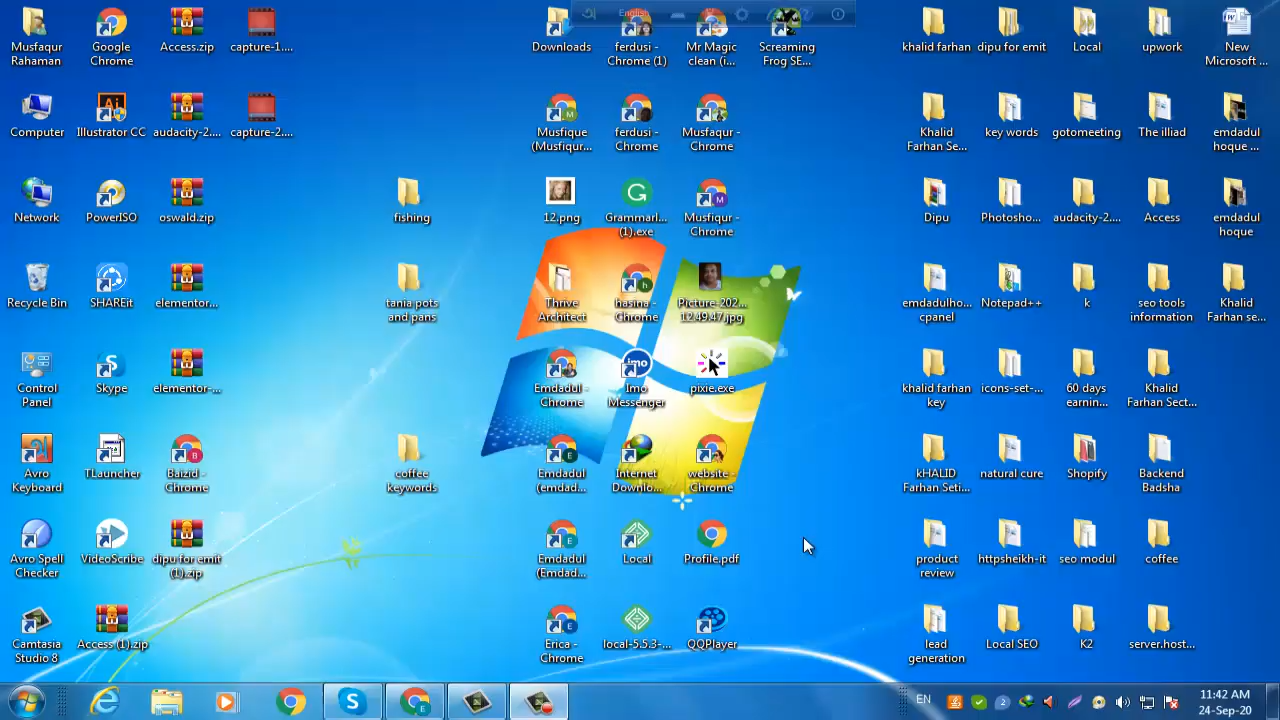 English
Musfaqur
Rahaman
Google
Chrome
Access.zip
capture-1....
Downloads
ferdusi -
Chrome (1)
Mr Magic
clean (i...
Screaming
Frog SE...
khalid farhan
dipu for emit
Local
upwork
New
Microsoft ...
Computer
Illustrator CC
audacity-2....
capture-2....
Musfique
(Musfiqur...
ferdusi -
Chrome
Musfaqur -
Chrome
Khalid
Farhan Se...
key words
gotomeeting
The illiad
emdadul
hoque ...
Network
PowerISO
oswald.zip
fishing
12.png
Grammarl...
(1).exe
Musfiqur -
Chrome
Dipu
Photosho...
audacity-2....
Access
emdadul
hoque
Recycle Bin
SHAREit
elementor...
tania pots
and pans
Thrive
Architect
hasina -
Chrome
Picture-202...
12.49.47.jpg
emdadulho...
cpanel
Notepad++
k
seo tools
information
Khalid
Farhan se...
Control
Panel
Skype
elementor-...
Emdadul -
Chrome
imo
Imo
Messenger
pixie.exe
khalid farhan
key
icons-set-...
60 days
earnin...
Khalid
Farhan Sect...
Avro
Keyboard
TLauncher
Baizid -
Chrome
coffee
keywords
Emdadul
(emdad...
Internet
Downlo...
website -
Chrome
kHALID
Farhan Seti...
natural cure
Shopify
Backend
Badsha
Avro Spell
Checker
VideoScribe
dipu for emit
(1).zip
Emdadul
(Emdad...
Local
Profile.pdf
product
review
httpsheikh-it
seo modul
coffee
Camtasia
Studio 8
Access (1).zip
Erica -
Chrome
local-5.5.3-...
QQPlayer
lead
generation
Local SEO
K2
server.host...
EN
11:42 AM
24-Sep-20